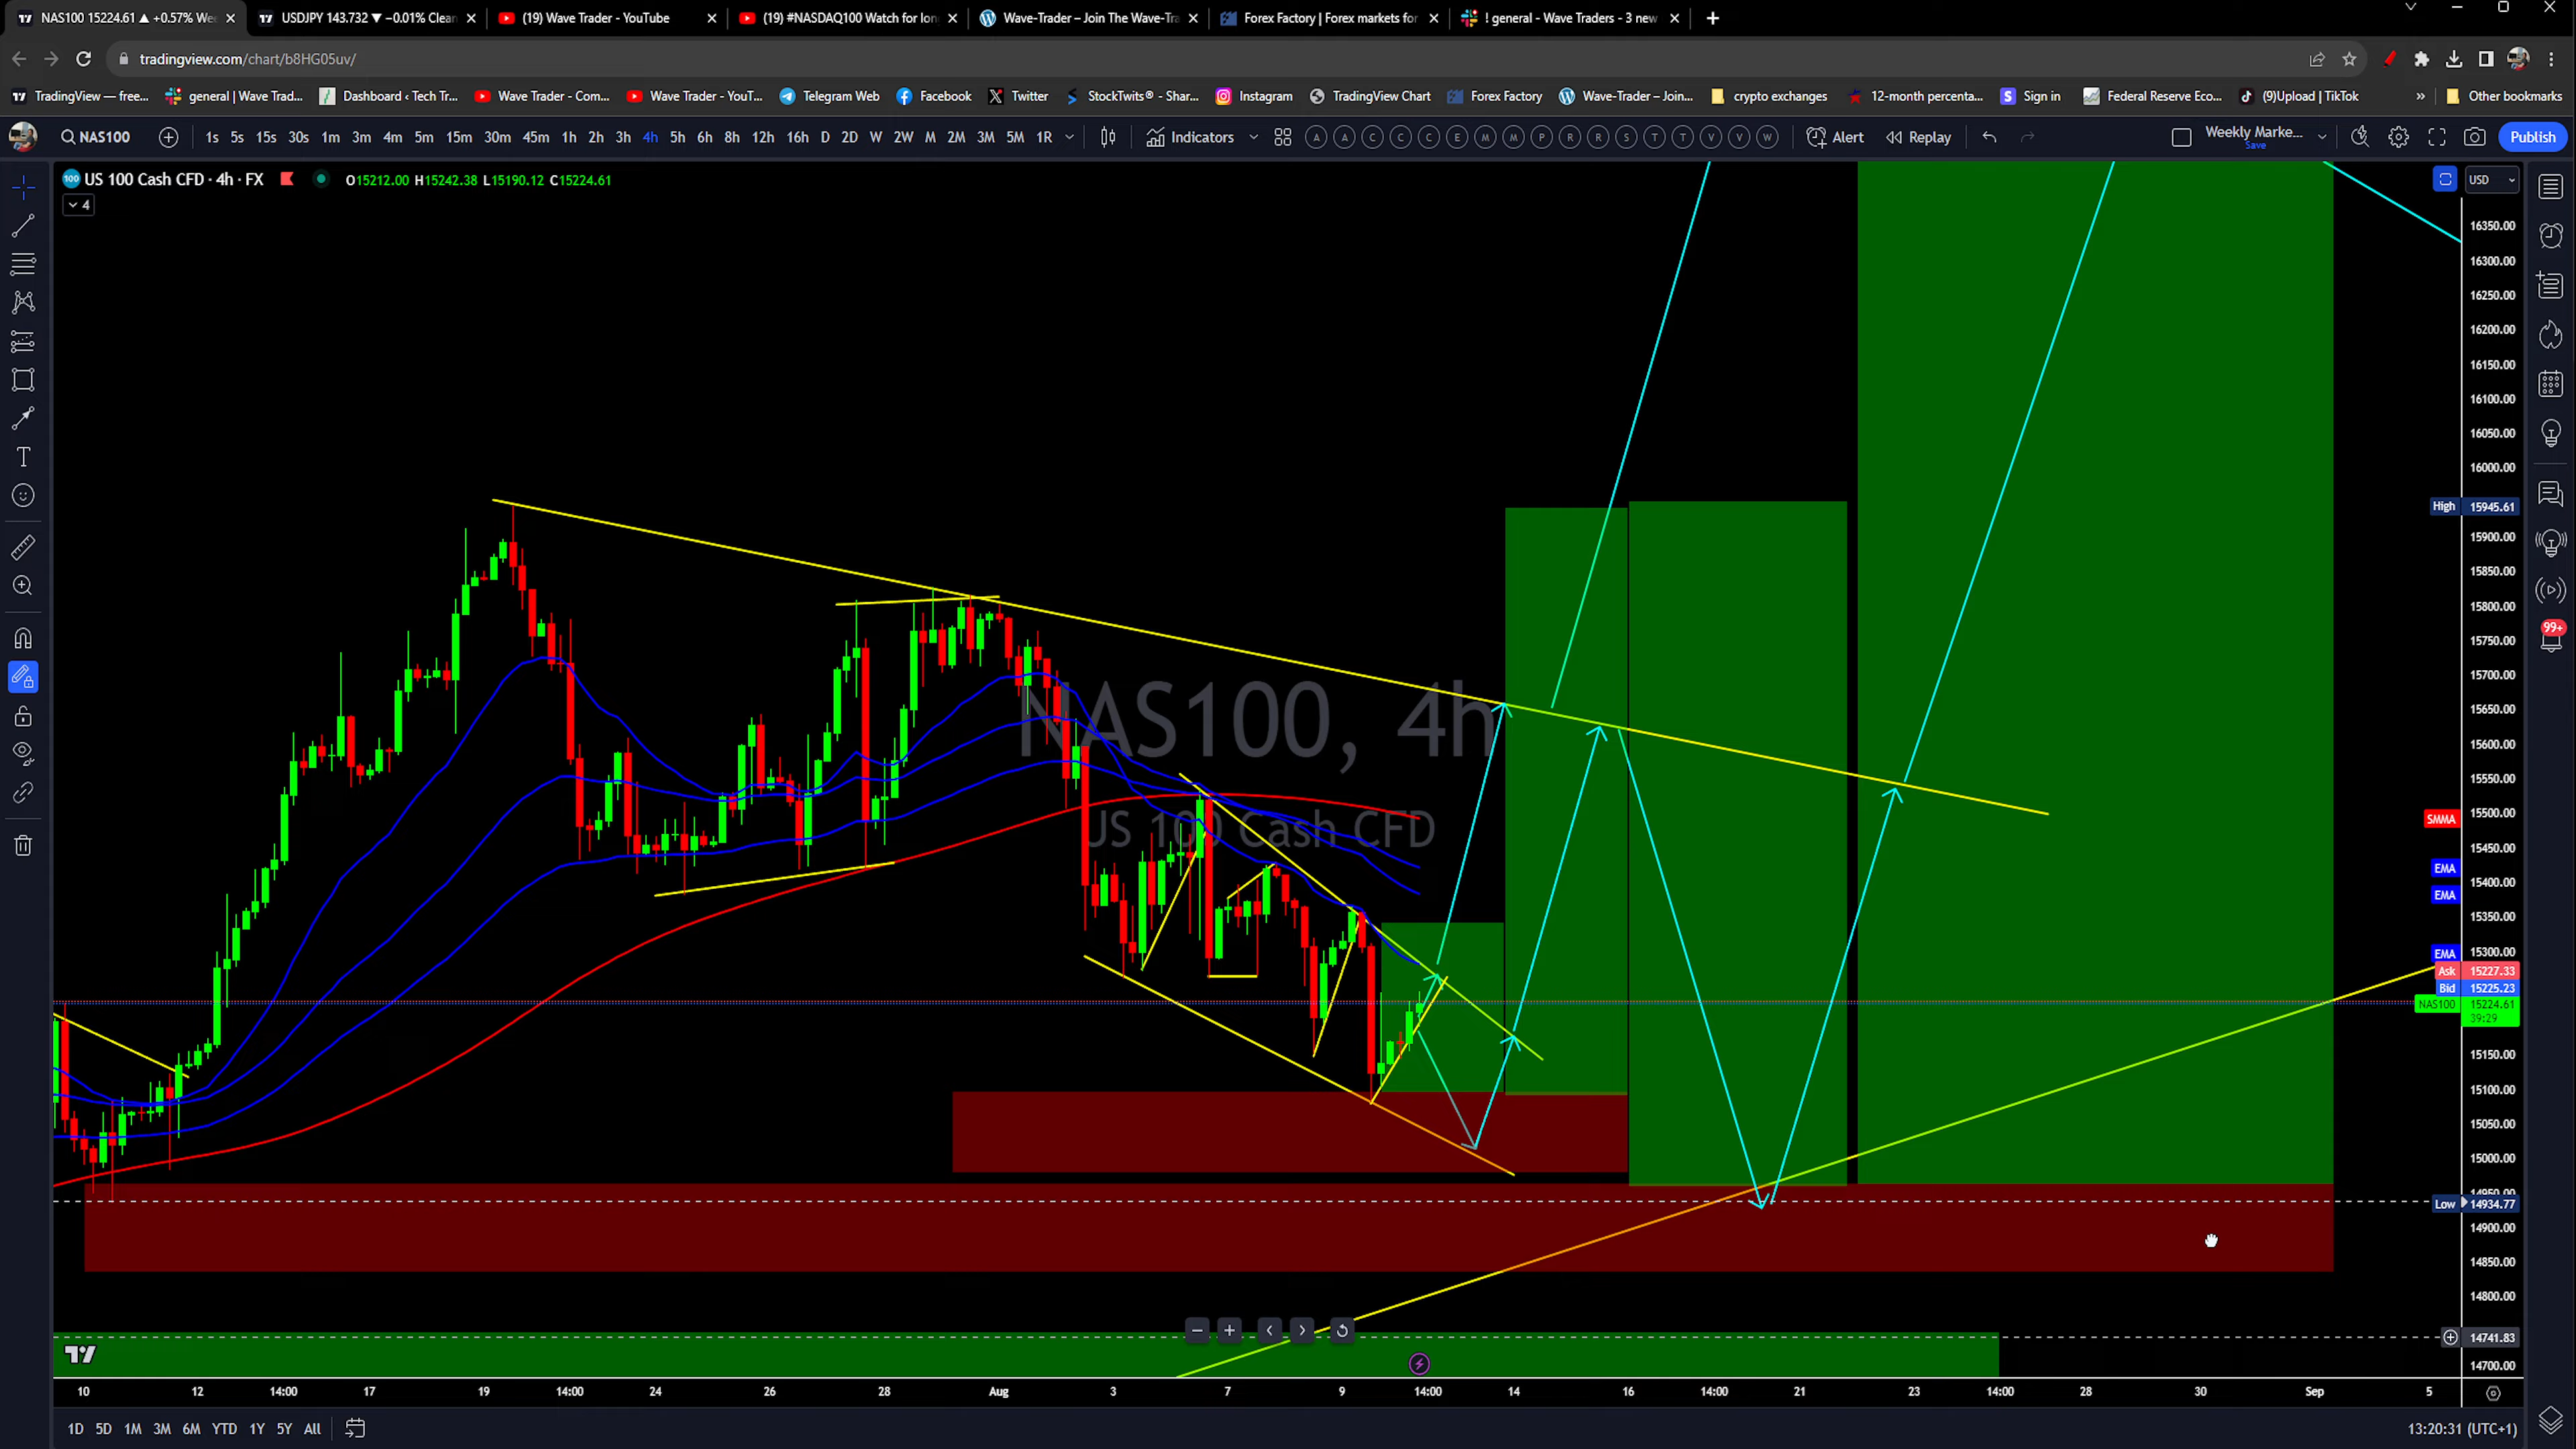 NAS100 15224.61 ▲ +0.57% We
USDJPY 143.732 ▼ −0.01% Clean
(19) Wave Trader - YouTube
(19) #NASDAQ100 Watch for lon
Wave-Trader – Join The Wave-Tra
Forex Factory | Forex markets for
! general - Wave Traders - 3 new
tradingview.com/chart/b8HG05uv/
TradingView — free...
general | Wave Trad...
Dashboard ‹ Tech Tr...
Wave Trader - Com...
Wave Trader - YouT...
Telegram Web
Facebook
Twitter
StockTwits® - Shar...
Instagram
TradingView Chart
Forex Factory
Wave-Trader – Join...
crypto exchanges
12-month percenta...
Sign in
Federal Reserve Eco...
(9)Upload | TikTok
»
Other bookmarks
NAS100
1s 5s 15s 30s 1m 3m 4m 5m 15m 30m 45m 1h 2h 3h 4h 5h 6h 8h 12h 16h D 2D W 2W M 2M 3M 5M 1R
Indicators
A A C C C E M M P R R S T T V V W
Alert
Replay
Weekly Marke...
Save
Publish
US 100 Cash CFD · 4h · FX
O15212.00 H15242.38 L15190.12 C15224.61
4
USD
NAS100, 4h
US 100 Cash CFD
16350.00
16300.00
16250.00
16200.00
16150.00
16100.00
16050.00
16000.00
High 15945.61
15900.00
15850.00
15800.00
15750.00
15700.00
15650.00
15600.00
15550.00
15500.00
SMMA
15450.00
EMA
15400.00
EMA
15350.00
15300.00
EMA
Ask 15227.33
Bid 15225.23
NAS100 15224.61
39:29
15150.00
15100.00
15050.00
15000.00
14950.00
Low 14934.77
14900.00
14850.00
14800.00
14741.83
14700.00
99+
10 12 14:00 17 19 14:00 24 26 28 Aug 3 7 9 14:00 14 16 14:00 21 23 14:00 28 30 Sep 5
1D 5D 1M 3M 6M YTD 1Y 5Y All
13:20:31 (UTC+1)